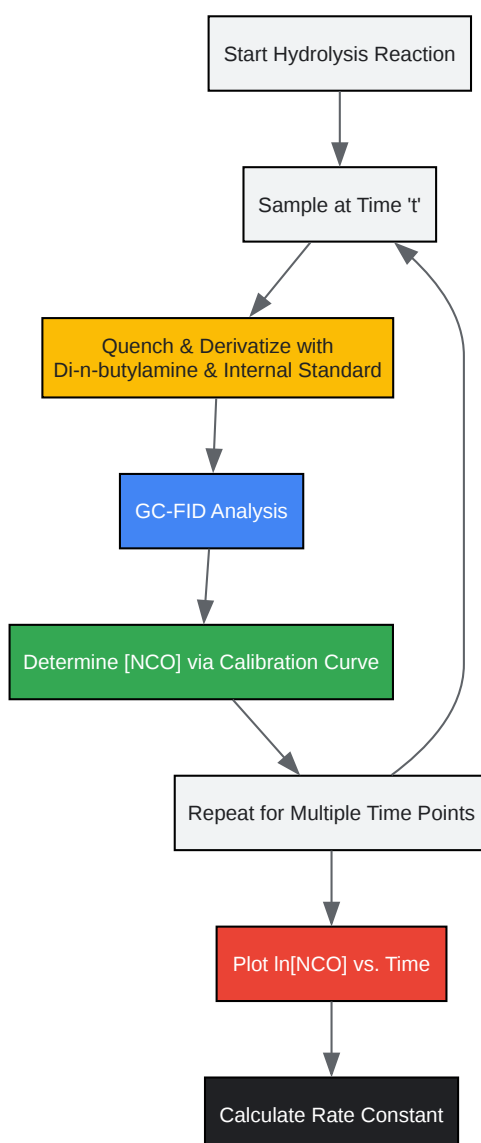 Start Hydrolysis Reaction
Sample at Time 't'
Quench & Derivatize with
Di-n-butylamine & Internal Standard
GC-FID Analysis
Determine [NCO] via Calibration Curve
Repeat for Multiple Time Points
Plot ln[NCO] vs. Time
Calculate Rate Constant